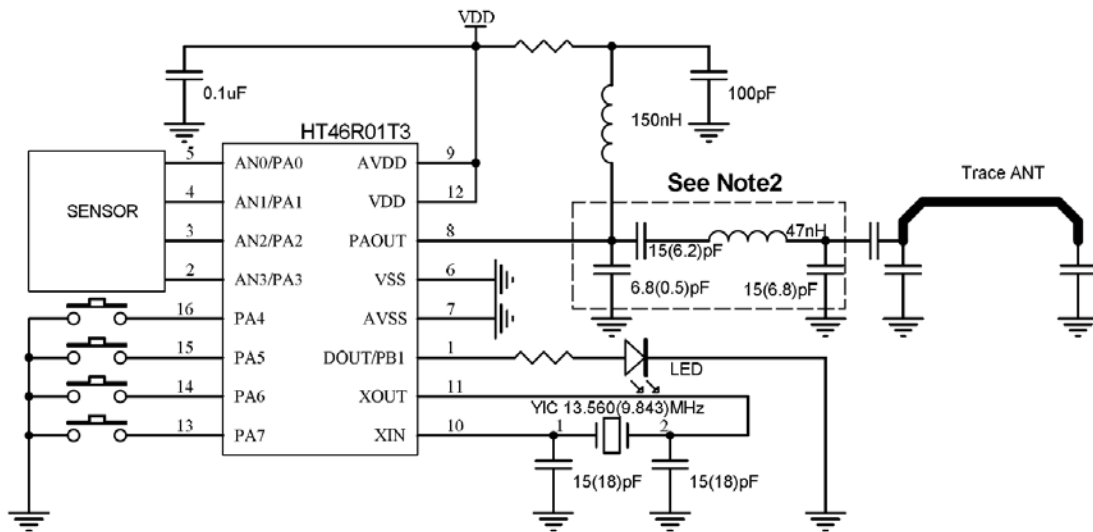 VDD
0.1uF
100pF
150nH
HT46R01T3
SENSOR
5 AN0/PA0 AVDD 9
4 AN1/PA1 VDD 12
3 AN2/PA2 PAOUT 8
2 AN3/PA3 VSS 6
16 PA4 AVSS 7
15 PA5 DOUT/PB1 1
14 PA6 XOUT 11
13 PA7 XIN 10
See Note2
Trace ANT
47nH
15(6.2)pF
6.8(0.5)pF
15(6.8)pF
LED
YIC 13.560(9.843)MHz
1 2
15(18)pF
15(18)pF